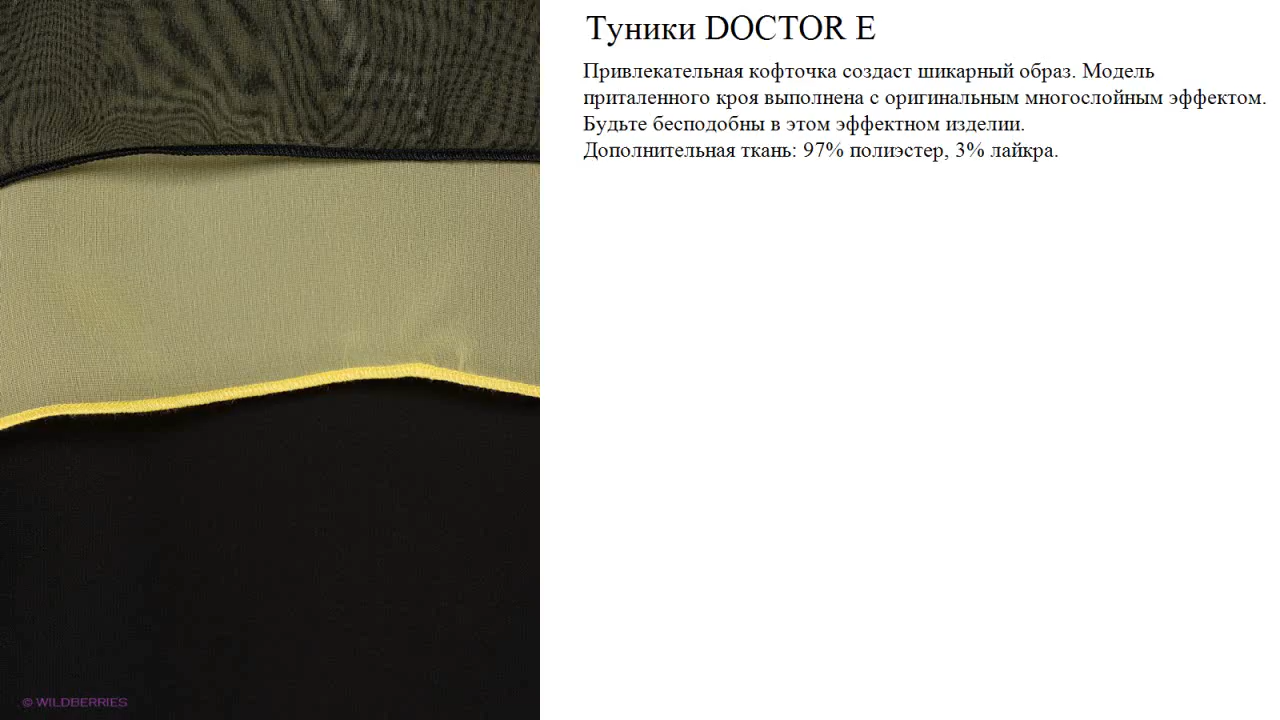 Туники DOCTOR E
Привлекательная кофточка создаст шикарный образ. Модель
приталенного кроя выполнена с оригинальным многослойным эффектом.
Будьте бесподобны в этом эффектном изделии.
Дополнительная ткань: 97% полиэстер, 3% лайкра.
© WILDBERRIES